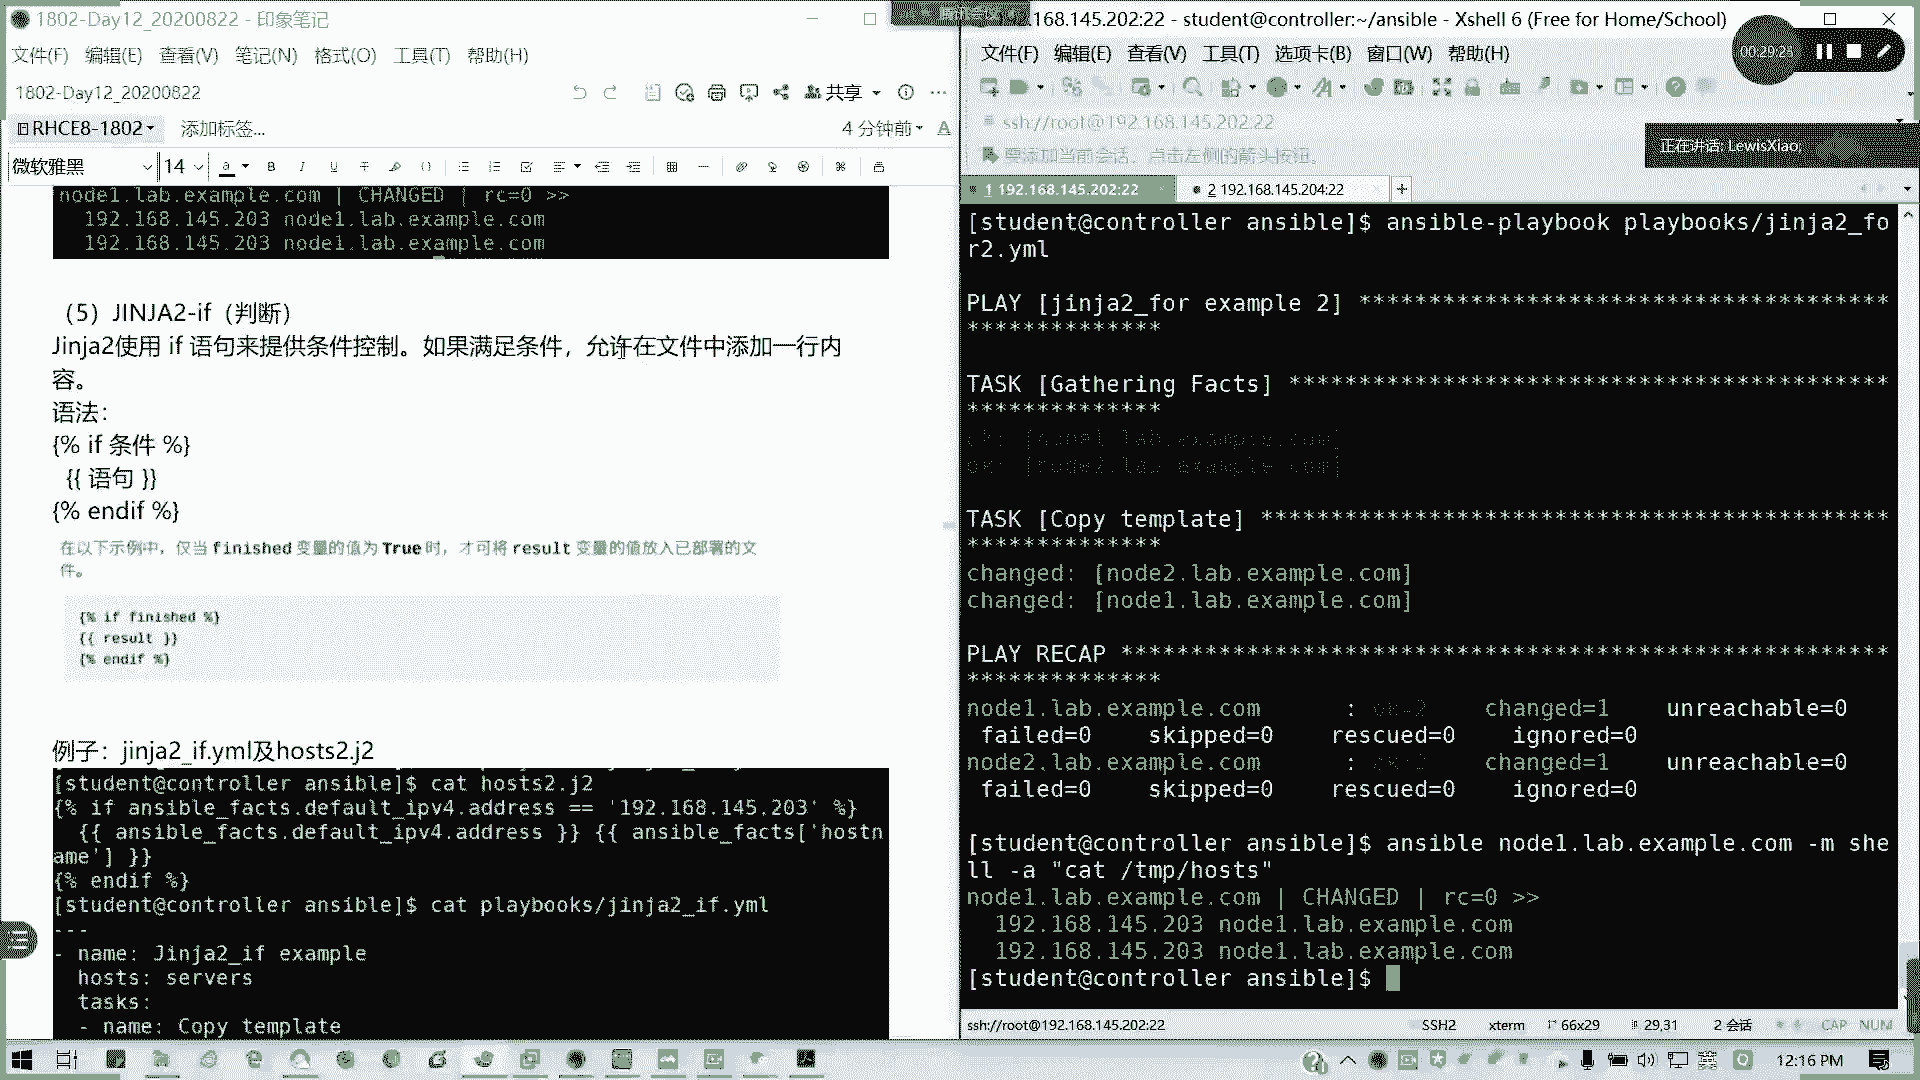 1802-Day12_20200822 - 印象笔记
文件(F) 编辑(E) 查看(V) 笔记(N) 格式(O) 工具(T) 帮助(H)
1802-Day12_20200822
共享
RHCE8-1802
添加标签...
4 分钟前
微软雅黑
14
node1.lab.example.com | CHANGED | rc=0 >>
192.168.145.203 node1.lab.example.com
192.168.145.203 node1.lab.example.com
（5）JINJA2-if（判断）
Jinja2使用 if 语句来提供条件控制。如果满足条件，允许在文件中添加一行内
容。
语法：
{% if 条件 %}
{{ 语句 }}
{% endif %}
在以下示例中，仅当 finished 变量的值为 True 时，才可将 result 变量的值放入已部署的文
件。
{% if finished %}
{{ result }}
{% endif %}
例子：jinja2_if.yml及hosts2.j2
[student@controller ansible]$ cat hosts2.j2
{% if ansible_facts.default_ipv4.address == '192.168.145.203' %}
{{ ansible_facts.default_ipv4.address }} {{ ansible_facts['hostn
ame'] }}
{% endif %}
[student@controller ansible]$ cat playbooks/jinja2_if.yml
---
- name: Jinja2_if example
hosts: servers
tasks:
- name: Copy template
.168.145.202:22 - student@controller:~/ansible - Xshell 6 (Free for Home/School)
文件(F) 编辑(E) 查看(V) 工具(T) 选项卡(B) 窗口(W) 帮助(H)
ssh://root@192.168.145.202:22
要添加当前会话，点击左侧的箭头按钮。
正在讲话: LewisXiao;
1 192.168.145.202:22
2 192.168.145.204:22
[student@controller ansible]$ ansible-playbook playbooks/jinja2_fo
r2.yml
PLAY [jinja2_for example 2] **************************************
**************
TASK [Gathering Facts] *******************************************
**************
ok: [node1.lab.example.com]
ok: [node2.lab.example.com]
TASK [Copy template] *********************************************
**************
changed: [node2.lab.example.com]
changed: [node1.lab.example.com]
PLAY RECAP *******************************************************
**************
node1.lab.example.com : ok=2 changed=1 unreachable=0
failed=0 skipped=0 rescued=0 ignored=0
node2.lab.example.com : ok=2 changed=1 unreachable=0
failed=0 skipped=0 rescued=0 ignored=0
[student@controller ansible]$ ansible node1.lab.example.com -m she
ll -a "cat /tmp/hosts"
node1.lab.example.com | CHANGED | rc=0 >>
192.168.145.203 node1.lab.example.com
192.168.145.203 node1.lab.example.com
[student@controller ansible]$
ssh://root@192.168.145.202:22 SSH2 xterm 66x29 29,31 2 会话 CAP NUM
12:16 PM